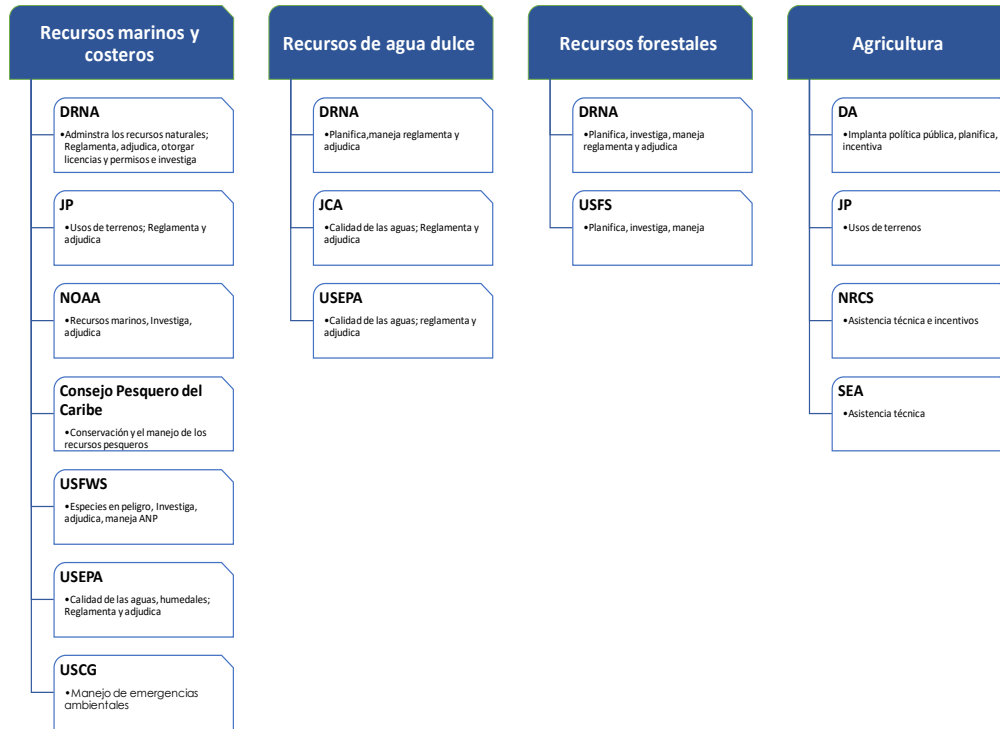 Recursos marinos y
costeros
DRNA
•Adminstra los recursos naturales;
Reglamenta, adjudica, otorgar
licencias y permisos e investiga
JP
•Usos de terrenos; Reglamenta y
adjudica
NOAA
•Recursos marinos, Investiga,
adjudica
Consejo Pesquero del
Caribe
•Conservación y el manejo de los
recursos pesqueros
USFWS
•Especies en peligro, Investiga,
adjudica, maneja ANP
USEPA
•Calidad de las aguas, humedales;
Reglamenta y adjudica
USCG
•Manejo de emergencias
ambientales
Recursos de agua dulce
DRNA
•Planifica,maneja reglamenta y
adjudica
JCA
•Calidad de las aguas; Reglamenta y
adjudica
USEPA
•Calidad de las aguas; reglamenta y
adjudica
Recursos forestales
DRNA
•Planifica, investiga, maneja
reglamenta y adjudica
USFS
•Planifica, investiga, maneja
Agricultura
DA
•Implanta política pública, planifica,
incentiva
JP
•Usos de terrenos
NRCS
•Asistencia técnica e incentivos
SEA
•Asistencia técnica